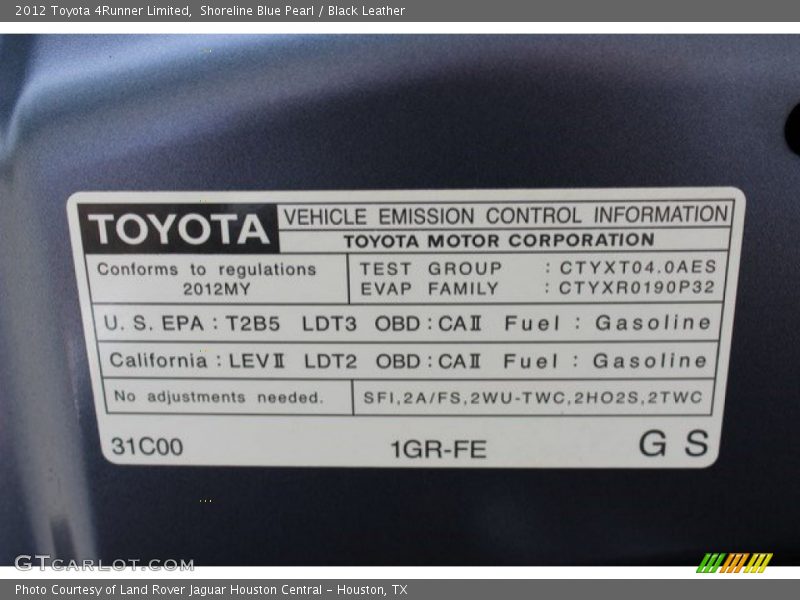 2012 Toyota 4Runner Limited, Shoreline Blue Pearl / Black Leather
TOYOTA
VEHICLE EMISSION CONTROL INFORMATION
TOYOTA MOTOR CORPORATION
Conforms to regulations
2012MY
TEST GROUP : CTYXT04.0AES
EVAP FAMILY : CTYXR0190P32
U. S. EPA : T2B5 LDT3 OBD : CAⅡ Fuel : Gasoline
California : LEVⅡ LDT2 OBD : CAⅡ Fuel : Gasoline
No adjustments needed.
SFI,2A/FS,2WU-TWC,2HO2S,2TWC
31C00 1GR-FE G S
GTCARLOT.COM
Photo Courtesy of Land Rover Jaguar Houston Central - Houston, TX